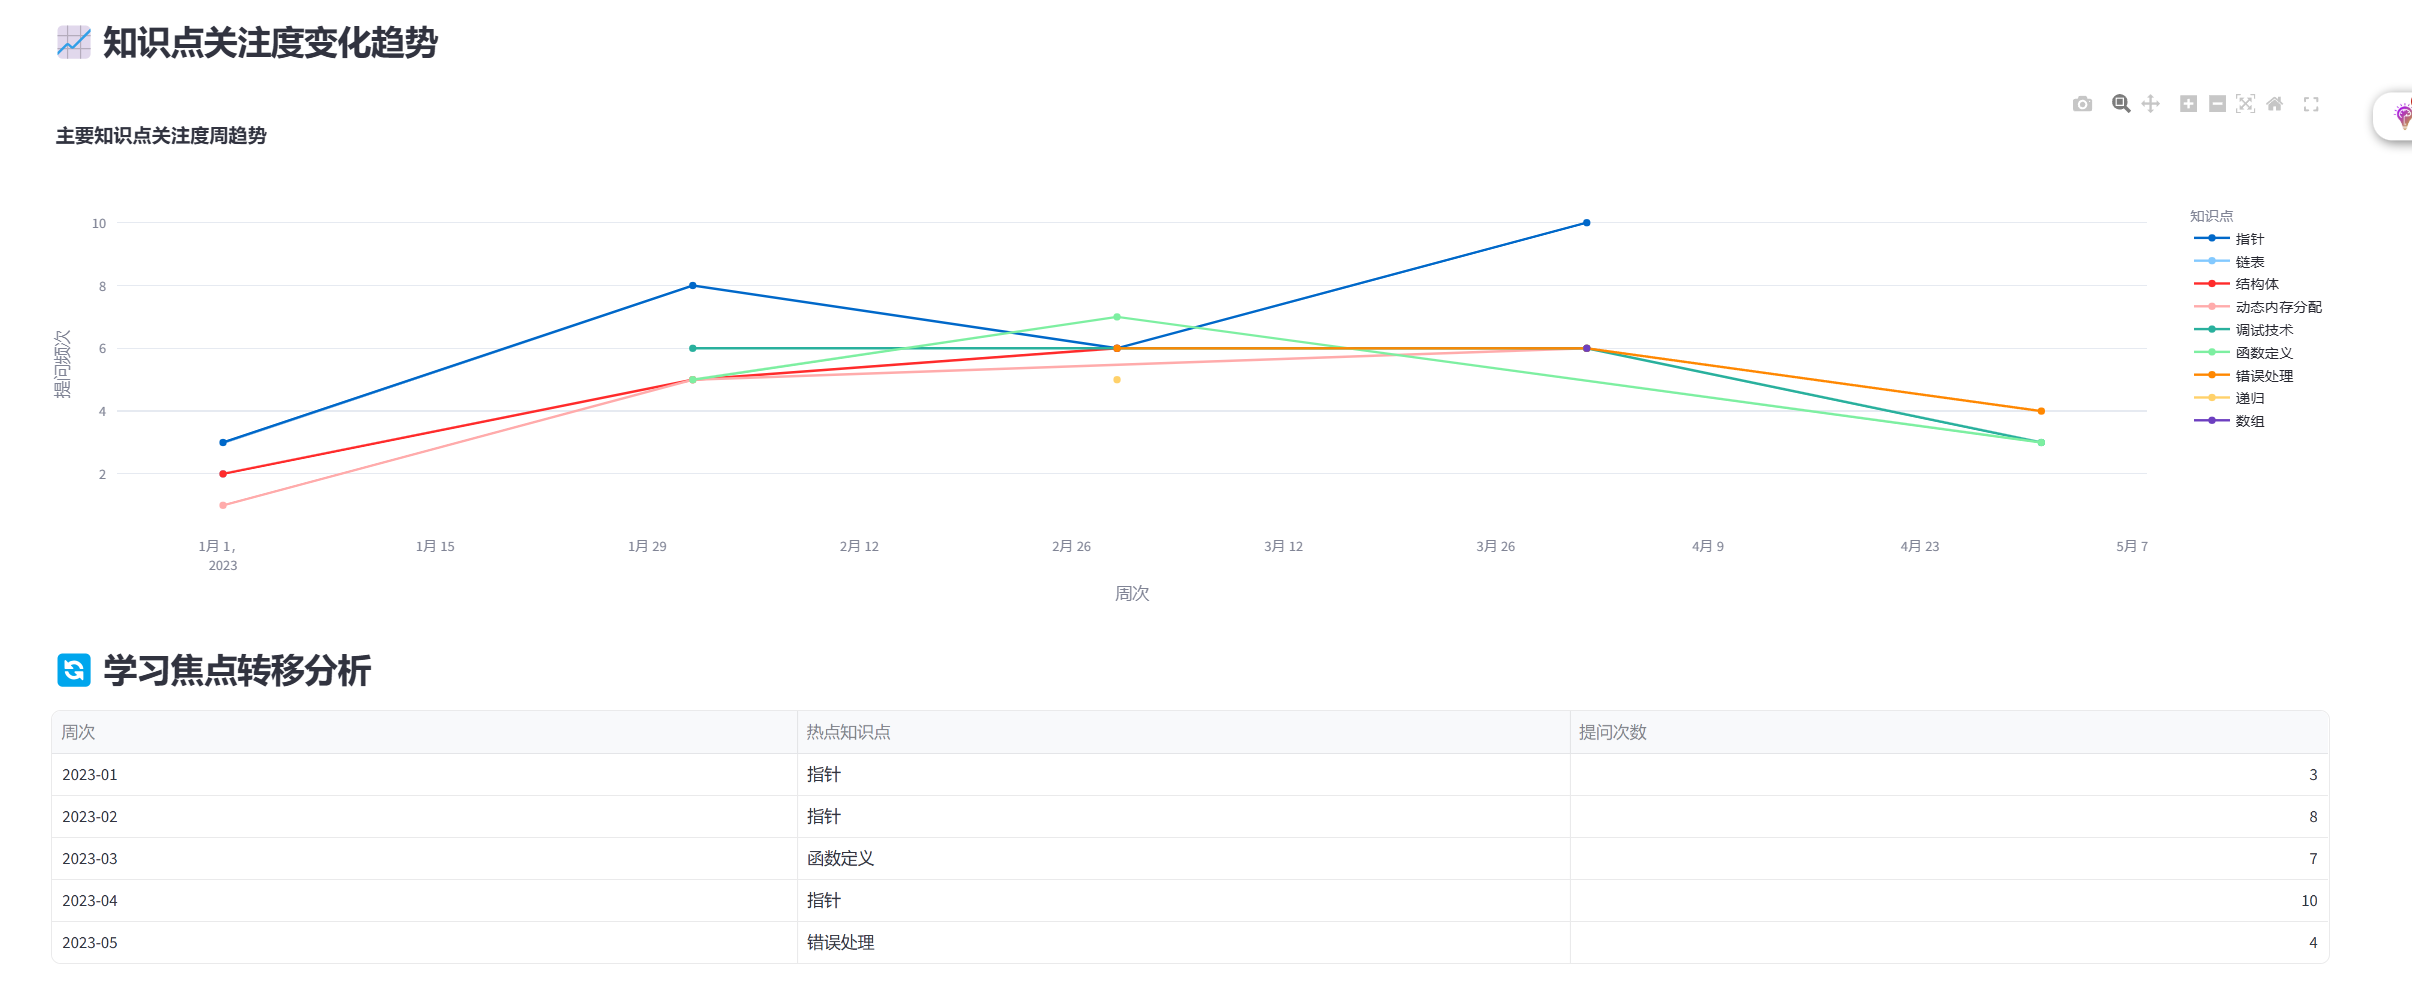 知识点关注度变化趋势
主要知识点关注度周趋势
提问频次
10
8
6
4
2
1月 1,
2023
1月 15
1月 29
2月 12
2月 26
3月 12
3月 26
4月 9
4月 23
5月 7
周次
知识点
指针
链表
结构体
动态内存分配
调试技术
函数定义
错误处理
递归
数组
学习焦点转移分析
周次 热点知识点 提问次数
2023-01 指针 3
2023-02 指针 8
2023-03 函数定义 7
2023-04 指针 10
2023-05 错误处理 4